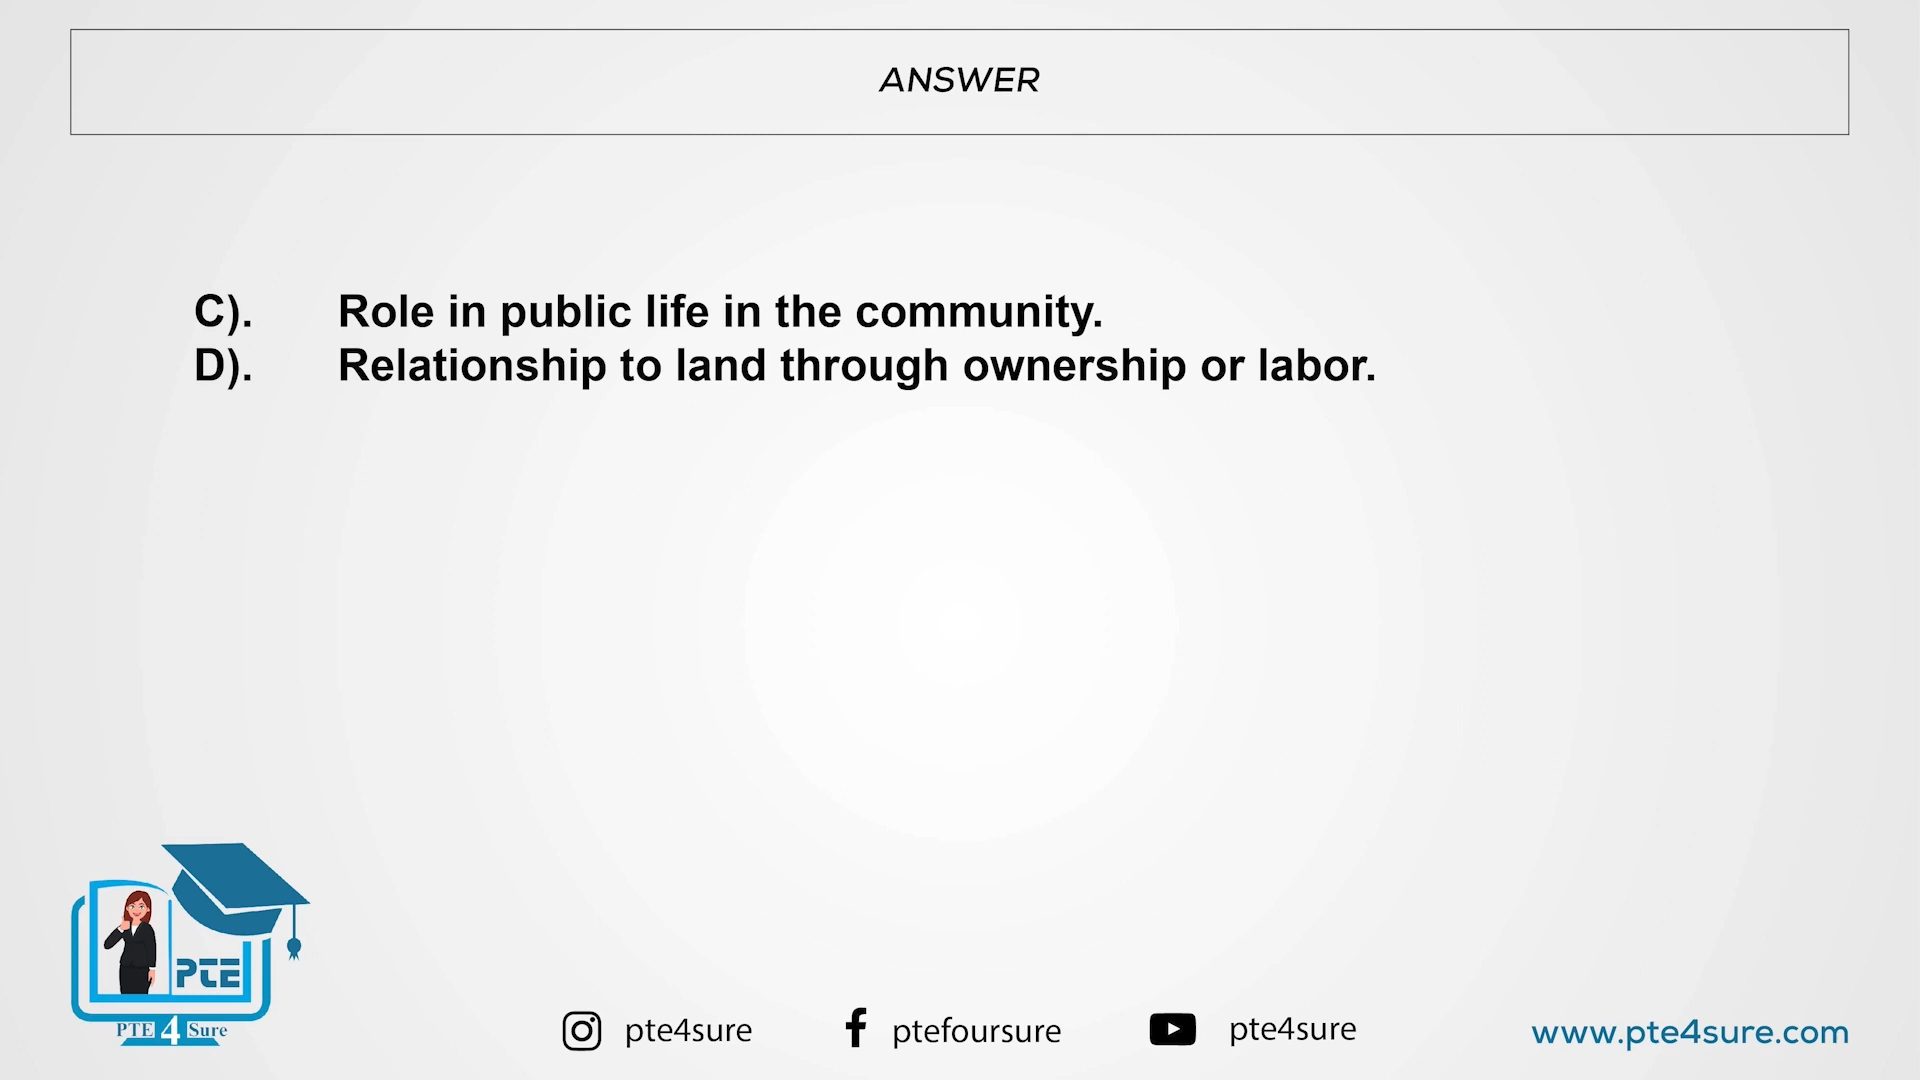 ANSWER
C). Role in public life in the community.
D). Relationship to land through ownership or labor.
PTE
PTE 4 Sure
pte4sure
ptefoursure
pte4sure
www.pte4sure.com